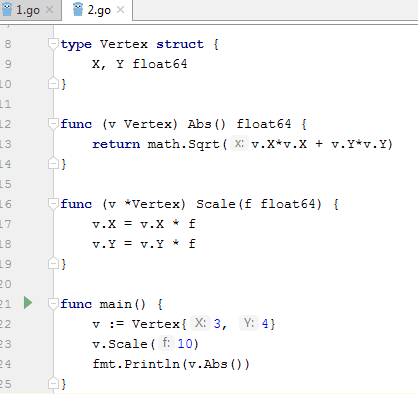 1.go × 2.go ×
8 type Vertex struct {
9 X, Y float64
10 }
11
12 func (v Vertex) Abs() float64 {
13 return math.Sqrt( x: v.X*v.X + v.Y*v.Y)
14 }
15
16 func (v *Vertex) Scale(f float64) {
17 v.X = v.X * f
18 v.Y = v.Y * f
19 }
20
21 func main() {
22 v := Vertex{ X: 3, Y: 4}
23 v.Scale( f: 10)
24 fmt.Println(v.Abs())
25 }